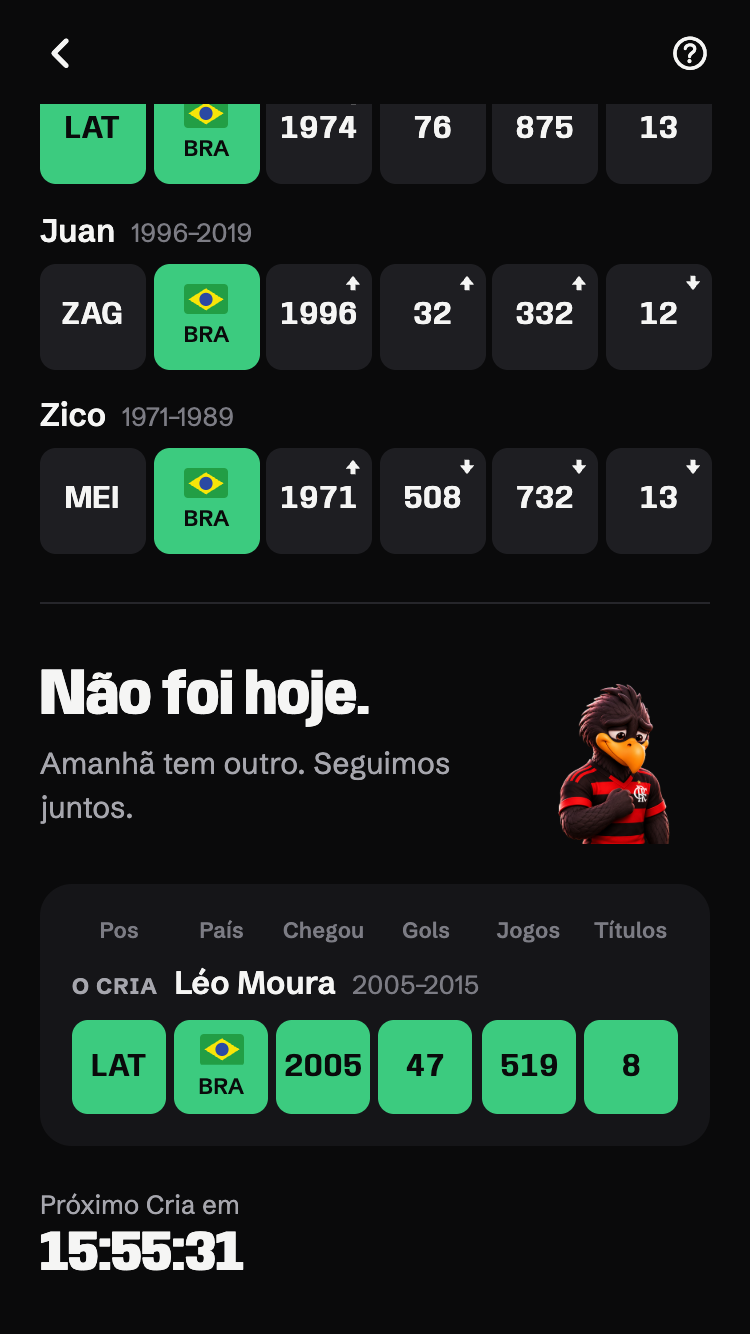 LAT BRA 1974 76 875 13
Juan 1996-2019
ZAG BRA 1996 32 332 12
Zico 1971-1989
MEI BRA 1971 508 732 13
Não foi hoje.
Amanhã tem outro. Seguimos
juntos.
Pos País Chegou Gols Jogos Títulos
O CRIA Léo Moura 2005-2015
LAT BRA 2005 47 519 8
Próximo Cria em
15:55:31